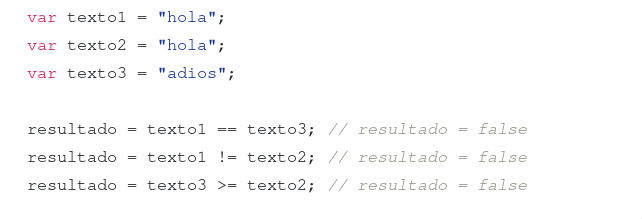 var texto1 = "hola";
var texto2 = "hola";
var texto3 = "adios";
resultado = texto1 == texto3; // resultado = false
resultado = texto1 != texto2; // resultado = false
resultado = texto3 >= texto2; // resultado = false